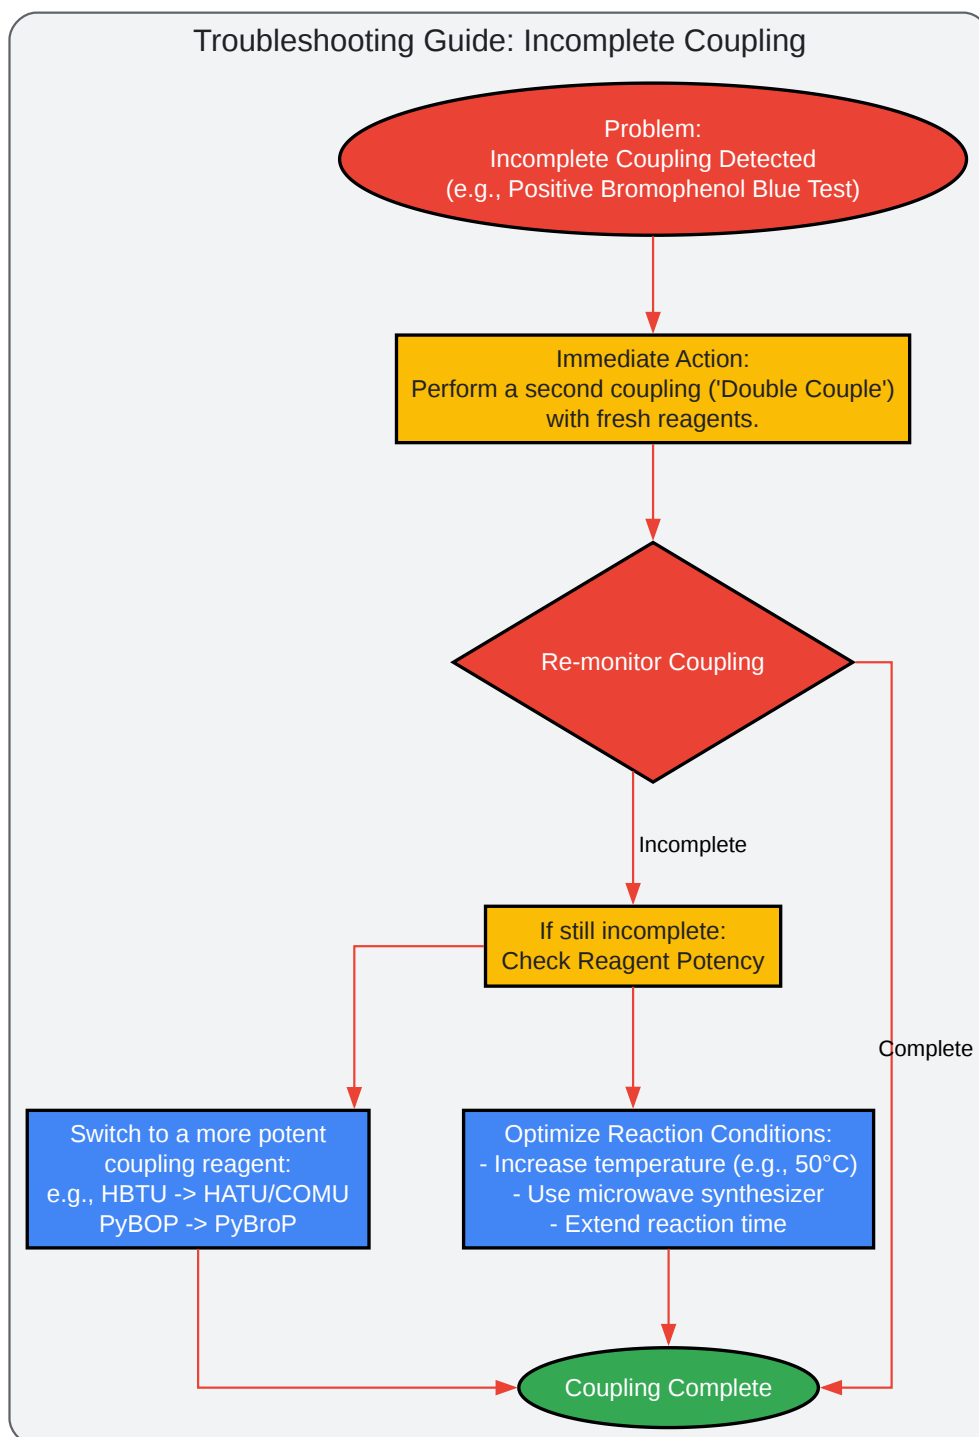 Troubleshooting Guide: Incomplete Coupling
Problem:
Incomplete Coupling Detected
(e.g., Positive Bromophenol Blue Test)
Immediate Action:
Perform a second coupling ('Double Couple')
with fresh reagents.
Re-monitor Coupling
Incomplete
If still incomplete:
Check Reagent Potency
Complete
Switch to a more potent
coupling reagent:
e.g., HBTU -> HATU/COMU
PyBOP -> PyBroP
Optimize Reaction Conditions:
- Increase temperature (e.g., 50°C)
- Use microwave synthesizer
- Extend reaction time
Coupling Complete